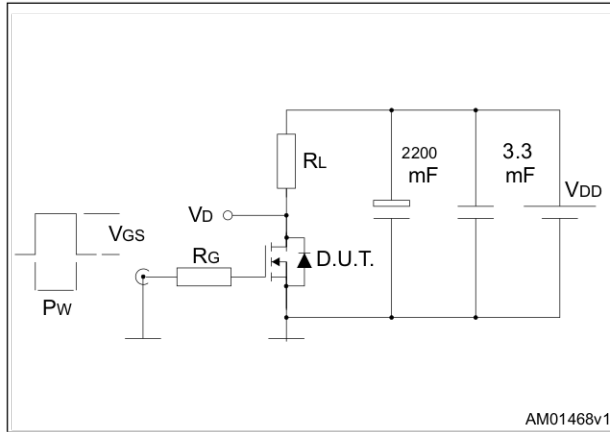 RL
2200
mF
3.3
mF
VDD
VD
VGS
RG
D.U.T.
PW
AM01468v1